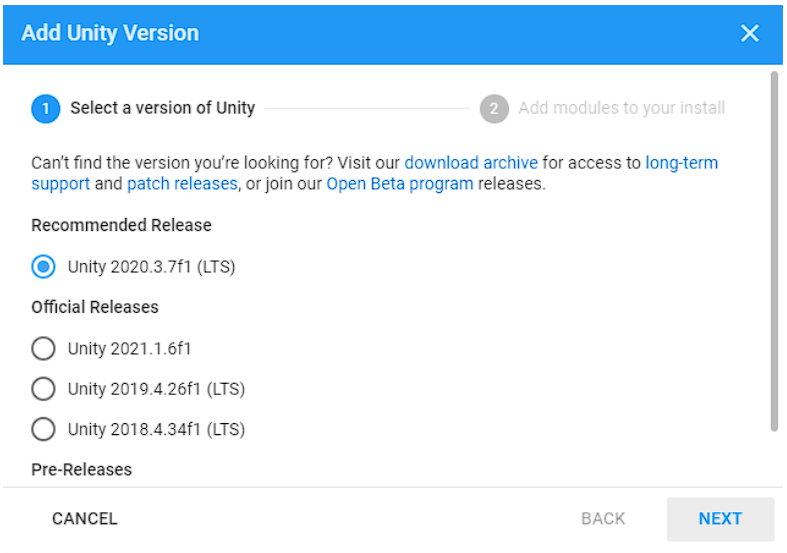 Add Unity Version
1 Select a version of Unity
2 Add modules to your install
Can't find the version you're looking for? Visit our download archive for access to long-term
support and patch releases, or join our Open Beta program releases.
Recommended Release
Unity 2020.3.7f1 (LTS)
Official Releases
Unity 2021.1.6f1
Unity 2019.4.26f1 (LTS)
Unity 2018.4.34f1 (LTS)
Pre-Releases
CANCEL
BACK
NEXT